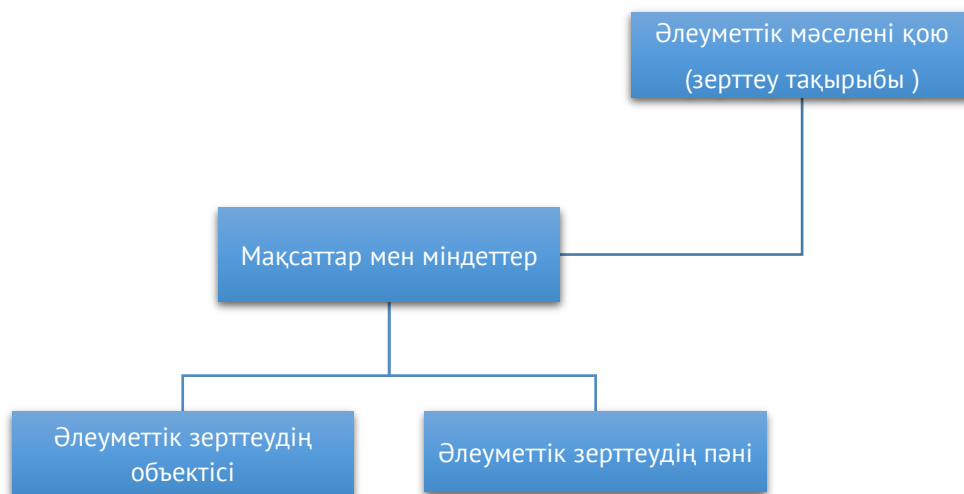 Әлеуметтік мәселені қою
(зерттеу тақырыбы )
Мақсаттар мен міндеттер
Әлеуметтік зерттеудің
объектісі
Әлеуметтік зерттеудің пәні